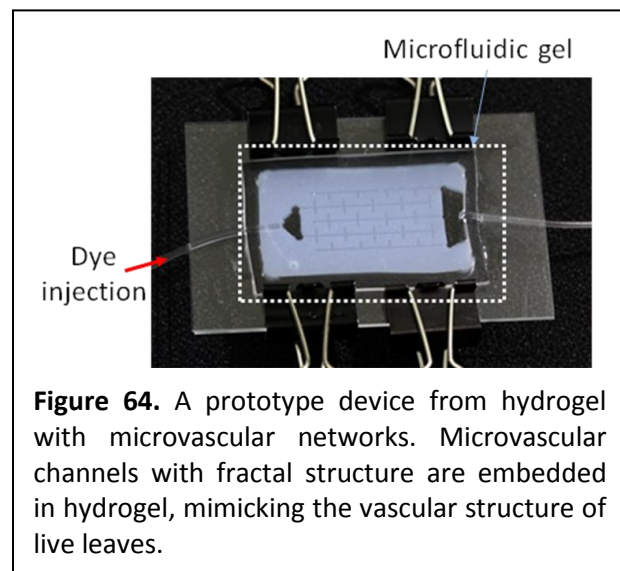 Microfluidic gel
Dye
injection
Figure 64. A prototype device from hydrogel
with microvascular networks. Microvascular
channels with fractal structure are embedded
in hydrogel, mimicking the vascular structure of
live leaves.